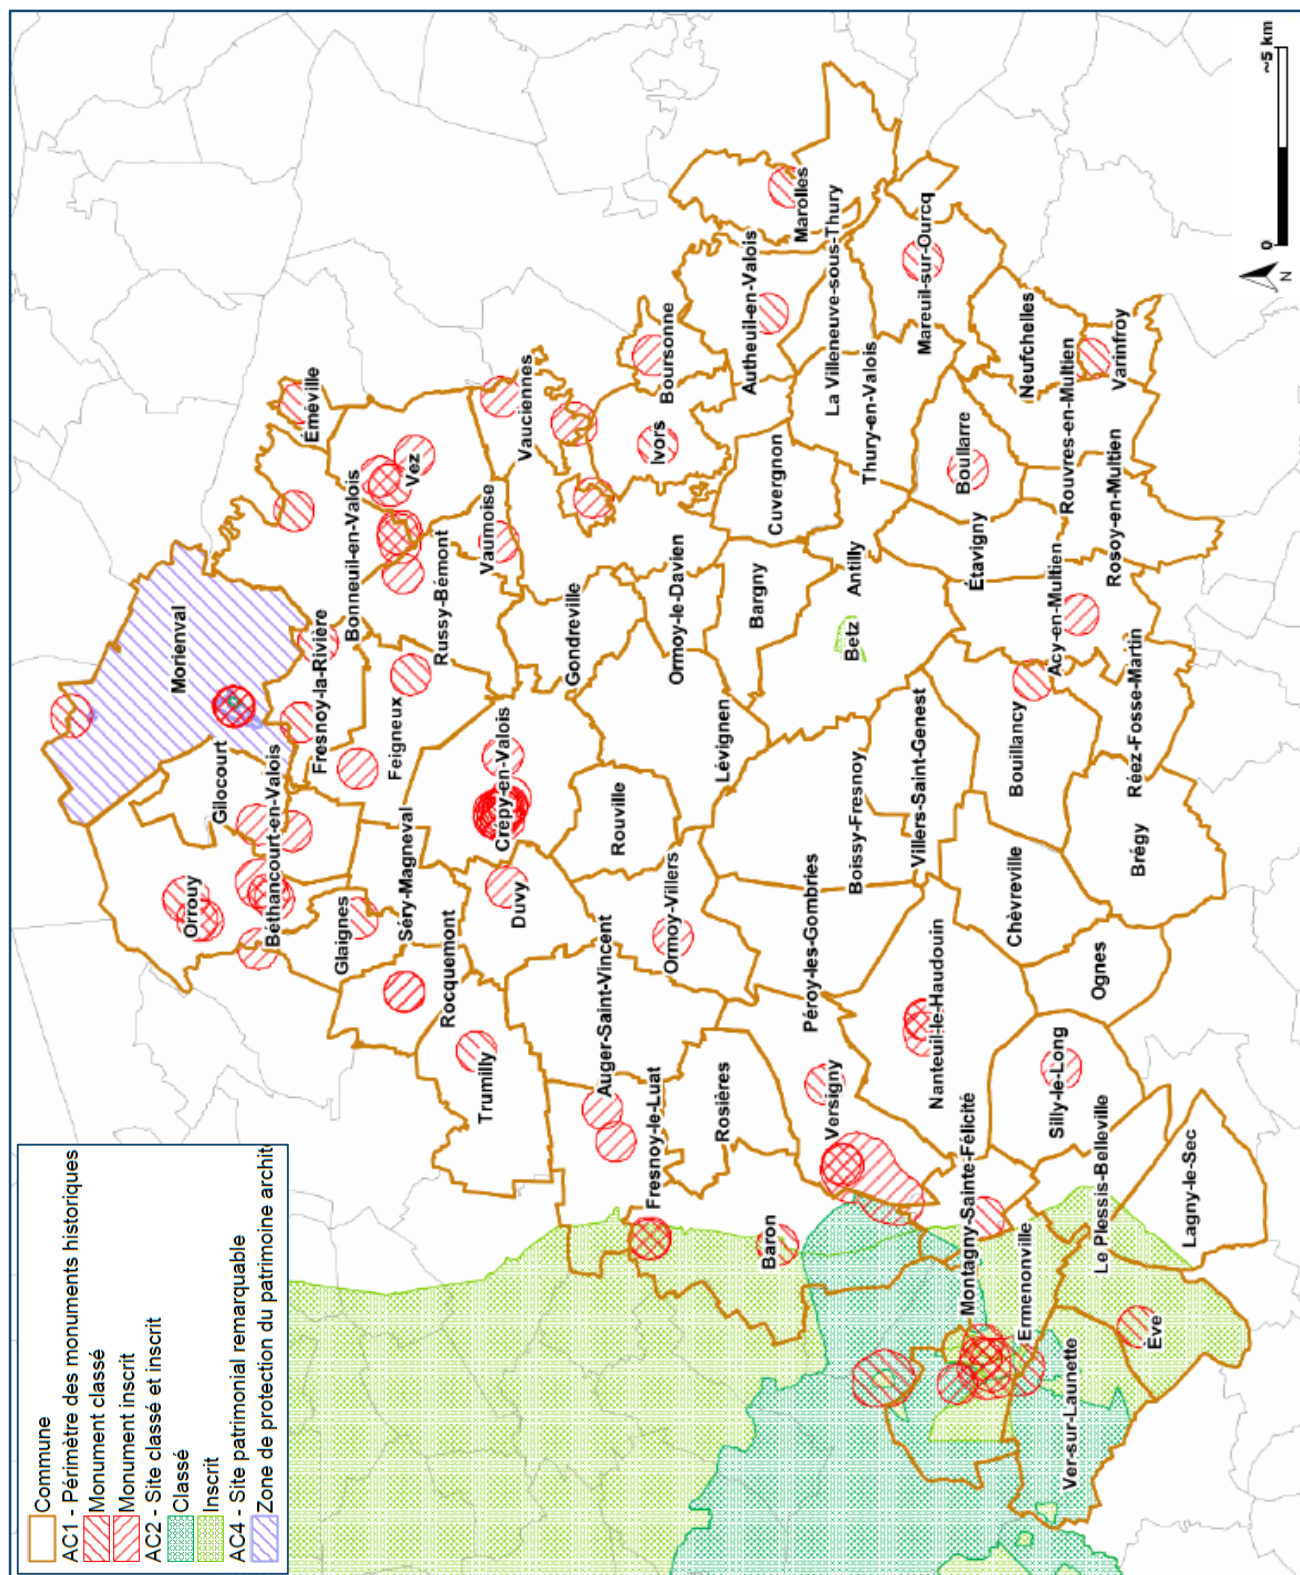 Commune
AC1 - Périmètre des monuments historiques
Monument classé
Monument inscrit
AC2 - Site classé et inscrit
Classé
Inscrit
AC4 - Site patrimonial remarquable
Zone de protection du patrimoine archite
Orrouy
Gilocourt
Morienval
Béthancourt-en-Valois
Fresnoy-la-Rivière
Bonneuil-en-Valois
Éméville
Glaignes
Séry-Magneval
Feigneux
Russy-Bémont
Vez
Rocquemont
Trumilly
Duvy
Crépy-en-Valois
Vaumoise
Vauciennes
Auger-Saint-Vincent
Rouville
Gondreville
Fresnoy-le-Luat
Ormoy-Villers
Ormoy-le-Davien
Ivors
Boursonne
Rosières
Lévignen
Bargny
Cuvergnon
Autheuil-en-Valois
Marolles
Baron
Versigny
Péroy-les-Gombries
Boissy-Fresnoy
Betz
Antilly
Thury-en-Valois
La Villeneuve-sous-Thury
Nanteuil-le-Haudouin
Villers-Saint-Genest
Mareuil-sur-Ourcq
Montagny-Sainte-Félicité
Chèvreville
Bouillancy
Étavigny
Boullarre
Neufchelles
Ermenonville
Silly-le-Long
Ognes
Acy-en-Multien
Rouvres-en-Multien
Varinfroy
Ver-sur-Launette
Le Plessis-Belleville
Brégy
Réez-Fosse-Martin
Rosoy-en-Multien
Ève
Lagny-le-Sec
N
0
~5 km